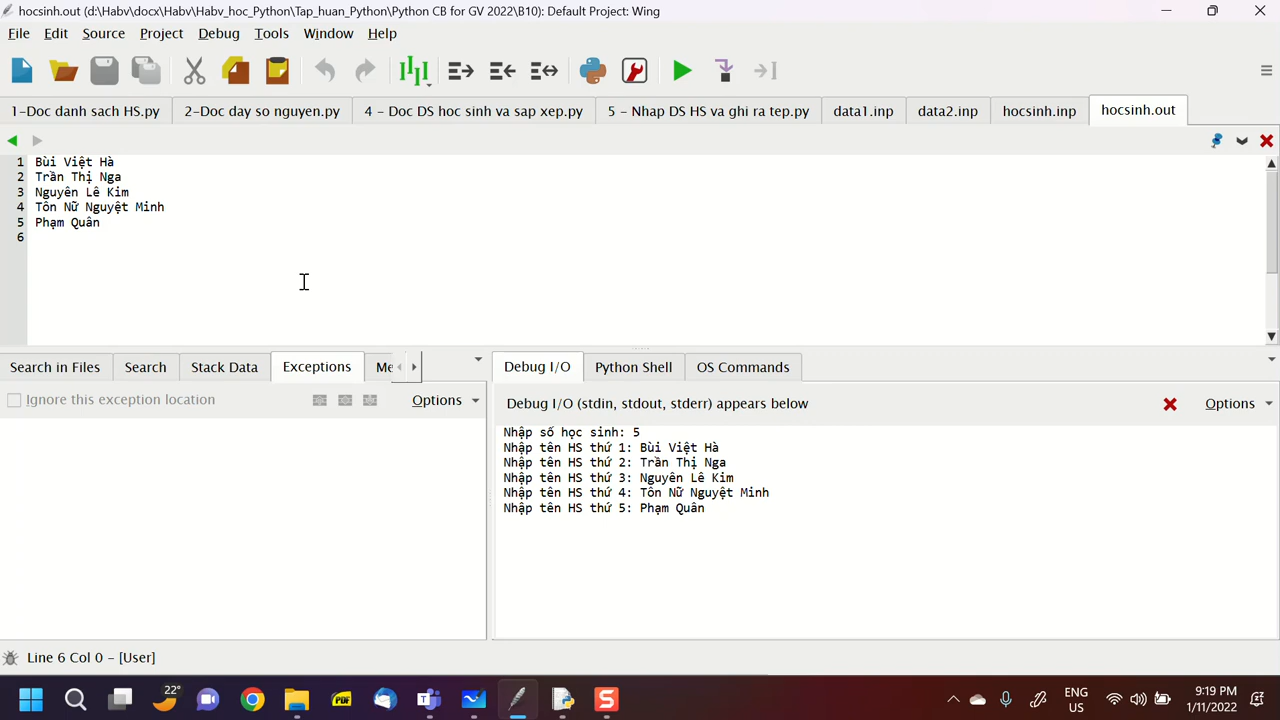 hocsinh.out (d:\Habv\docx\Habv\Habv_hoc_Python\Tap_huan_Python\Python CB for GV 2022\B10): Default Project: Wing
File Edit Source Project Debug Tools Window Help
1-Doc danh sach HS.py 2-Doc day so nguyen.py 4 - Doc DS hoc sinh va sap xep.py 5 - Nhap DS HS va ghi ra tep.py data1.inp data2.inp hocsinh.inp hocsinh.out
1 Bùi Việt Hà
2 Trần Thị Nga
3 Nguyên Lê Kim
4 Tôn Nữ Nguyệt Minh
5 Phạm Quân
6
Search in Files Search Stack Data Exceptions Me
Debug I/O Python Shell OS Commands
Ignore this exception location Options
Debug I/O (stdin, stdout, stderr) appears below Options
Nhập số học sinh: 5
Nhập tên HS thứ 1: Bùi Việt Hà
Nhập tên HS thứ 2: Trần Thị Nga
Nhập tên HS thứ 3: Nguyên Lê Kim
Nhập tên HS thứ 4: Tôn Nữ Nguyệt Minh
Nhập tên HS thứ 5: Phạm Quân
Line 6 Col 0 - [User]
22°
PDF
S
ENG
US
9:19 PM
1/11/2022